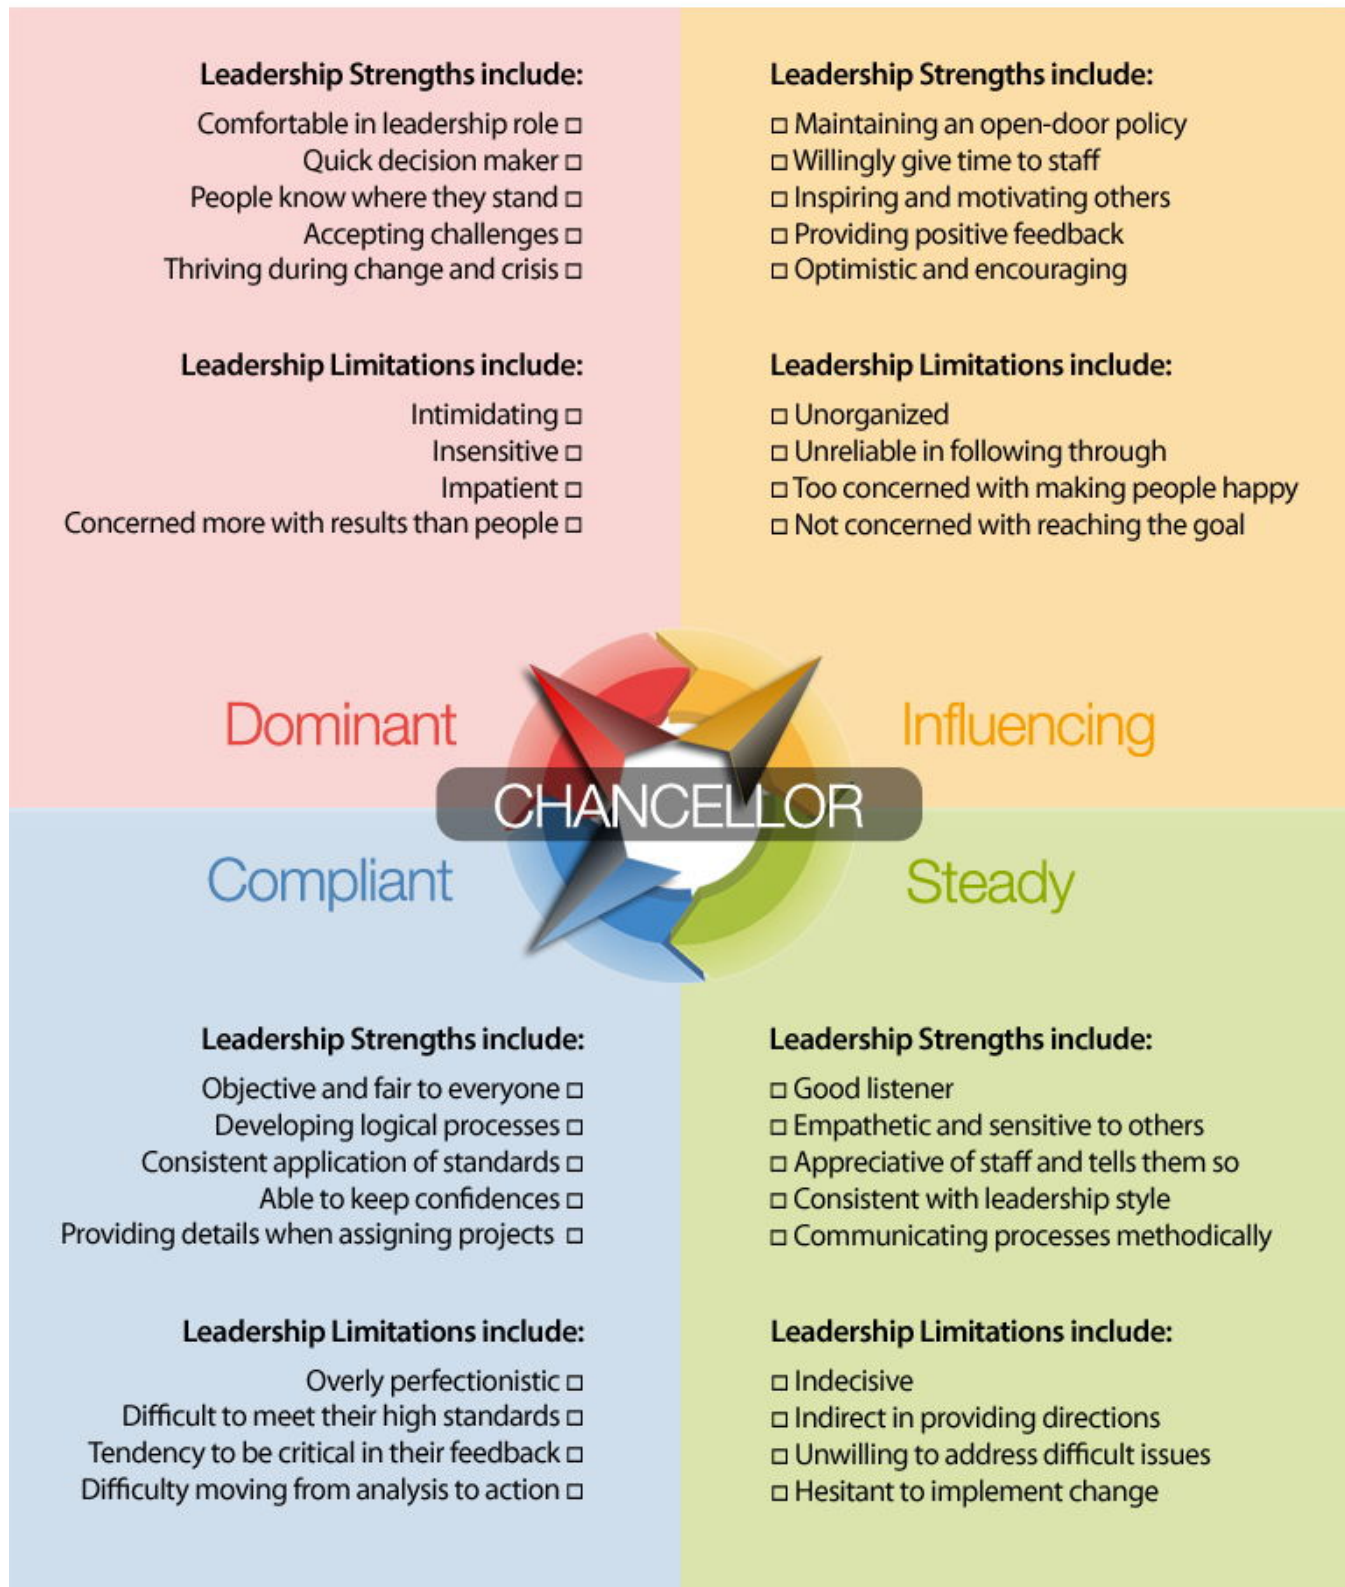 Leadership Strengths include:
Comfortable in leadership role □
Quick decision maker □
People know where they stand □
Accepting challenges □
Thriving during change and crisis □
Leadership Limitations include:
Intimidating □
Insensitive □
Impatient □
Concerned more with results than people □
Dominant
Leadership Strengths include:
□ Maintaining an open-door policy
□ Willingly give time to staff
□ Inspiring and motivating others
□ Providing positive feedback
□ Optimistic and encouraging
Leadership Limitations include:
□ Unorganized
□ Unreliable in following through
□ Too concerned with making people happy
□ Not concerned with reaching the goal
Influencing
CHANCELLOR
Compliant
Leadership Strengths include:
Objective and fair to everyone □
Developing logical processes □
Consistent application of standards □
Able to keep confidences □
Providing details when assigning projects □
Leadership Limitations include:
Overly perfectionistic □
Difficult to meet their high standards □
Tendency to be critical in their feedback □
Difficulty moving from analysis to action □
Steady
Leadership Strengths include:
□ Good listener
□ Empathetic and sensitive to others
□ Appreciative of staff and tells them so
□ Consistent with leadership style
□ Communicating processes methodically
Leadership Limitations include:
□ Indecisive
□ Indirect in providing directions
□ Unwilling to address difficult issues
□ Hesitant to implement change